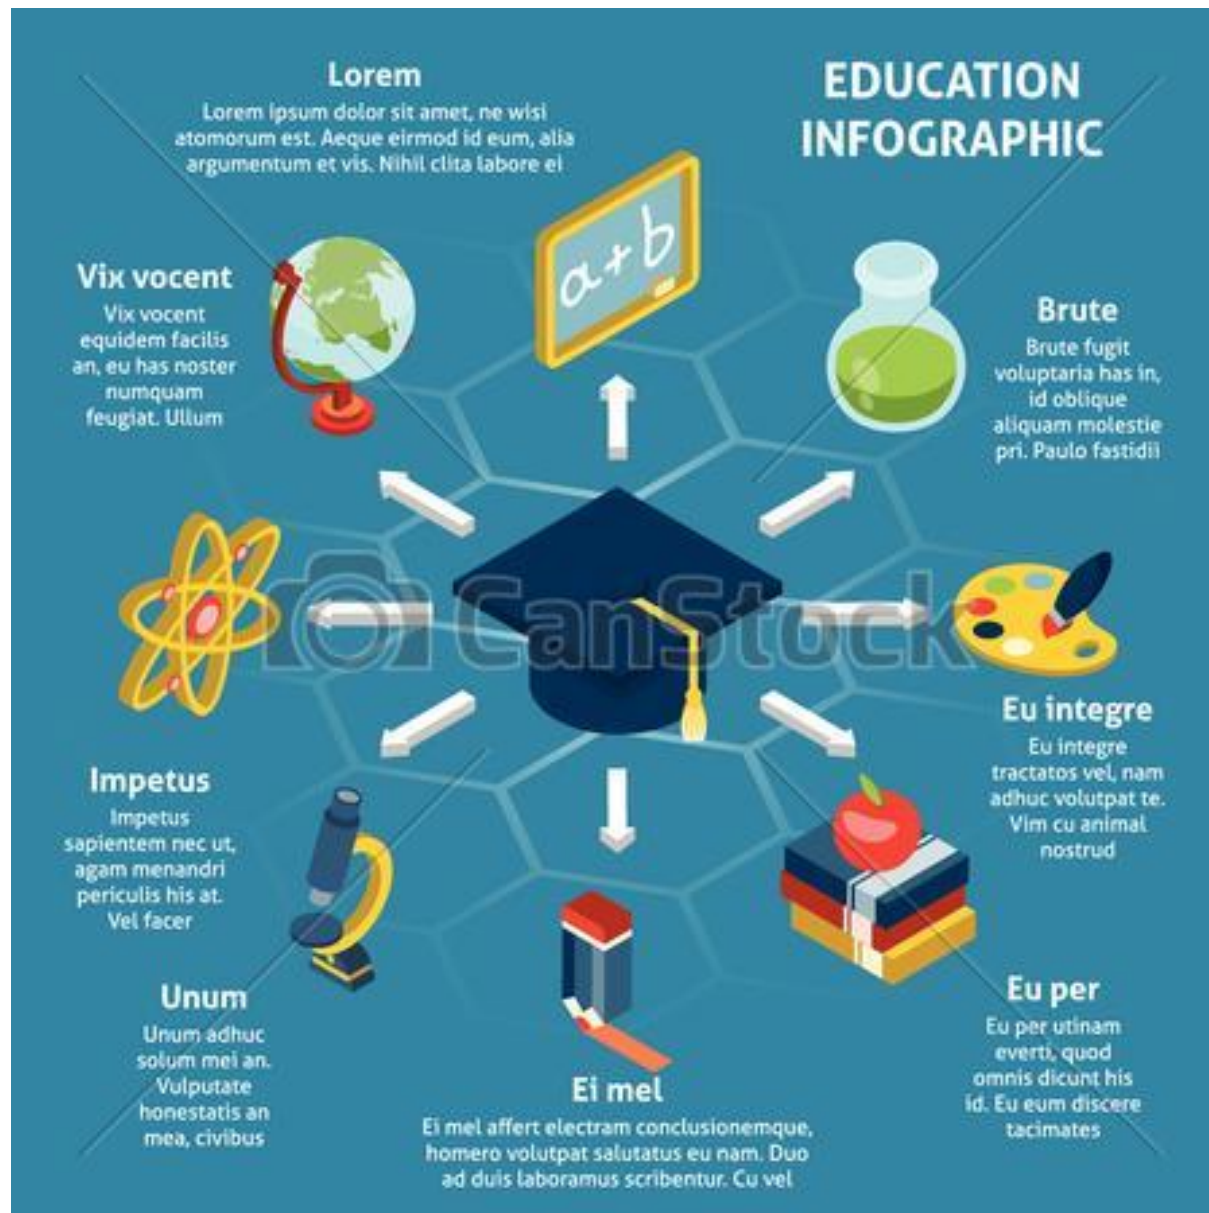 EDUCATION
INFOGRAPHIC
Lorem
Lorem ipsum dolor sit amet, ne wisi
atomorum est. Aeque eirmod id eum, alia
argumentum et vis. Nihil clita labore ei
a+b
Vix vocent
Vix vocent
equidem facilis
an, eu has noster
numquam
feugiat. Ullum
Brute
Brute fugit
voluptaria has in,
id oblique
aliquam molestie
pri. Paulo fastidii
CanStock
Eu integre
Eu integre
tractatos vel, nam
adhuc volutpat te.
Vim cu animal
nostrud
Impetus
Impetus
sapientem nec ut,
agam menandri
periculis his at.
Vel facer
Unum
Unum adhuc
solum mei an.
Vulputate
honestatis an
mea, civibus
Eu per
Eu per utinam
everti, quod
omnis dicunt his
id. Eu eum discere
tacimates
Ei mel
Ei mel affert electram conclusionemque,
homero volutpat salutatus eu nam. Duo
ad duis laboramus scribentur. Cu vel